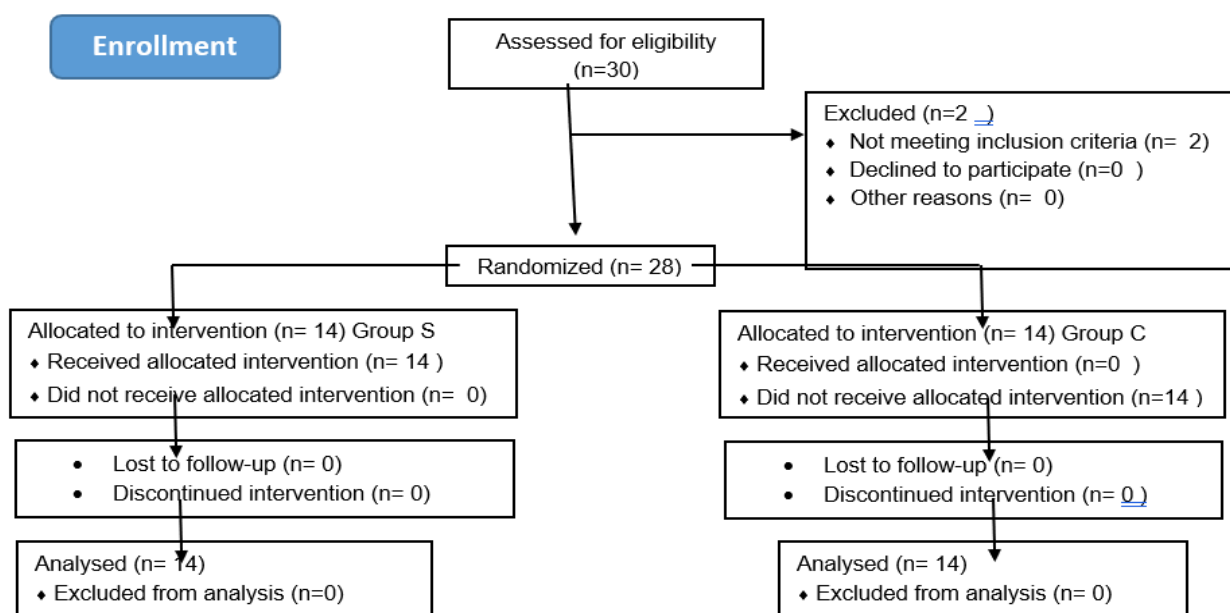 Enrollment
Assessed for eligibility
(n=30)
Excluded (n=2 )
♦ Not meeting inclusion criteria (n= 2)
♦ Declined to participate (n=0 )
♦ Other reasons (n= 0)
Randomized (n= 28)
Allocated to intervention (n= 14) Group S
♦ Received allocated intervention (n= 14 )
♦ Did not receive allocated intervention (n= 0)
Allocated to intervention (n= 14) Group C
♦ Received allocated intervention (n=0 )
♦ Did not receive allocated intervention (n=14 )
• Lost to follow-up (n= 0)
• Discontinued intervention (n= 0)
• Lost to follow-up (n= 0)
• Discontinued intervention (n= 0 )
Analysed (n= 14)
♦ Excluded from analysis (n=0)
Analysed (n= 14)
♦ Excluded from analysis (n= 0)